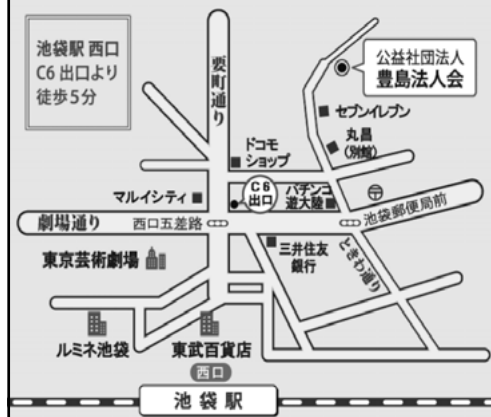 池袋駅 西口
C6出口より
徒歩5分
要町通り
公益社団法人
豊島法人会
セブンイレブン
丸昌
(別館)
ドコモ
ショップ
マルイシティ
C6
出口
パチンコ
遊大陸
劇場通り
西口五差路
池袋郵便局前
東京芸術劇場
三井住友
銀行
ときわ通り
ルミネ池袋
東武百貨店
西口
池袋駅